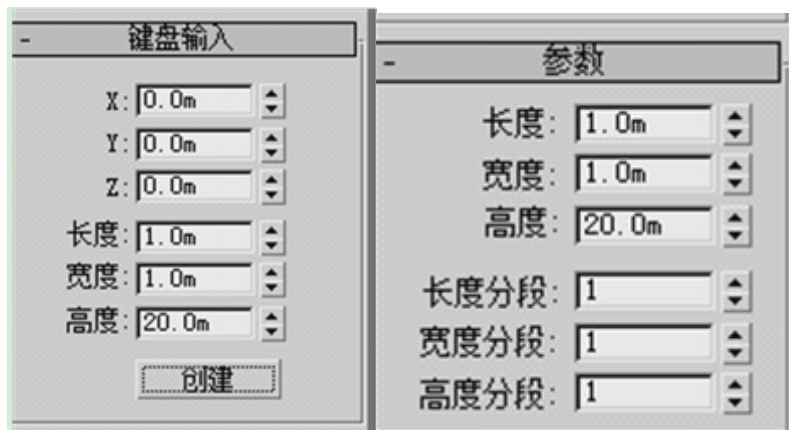 - 键盘输入
X: 0.0m
Y: 0.0m
Z: 0.0m
长度: 1.0m
宽度: 1.0m
高度: 20.0m
创建
- 参数
长度: 1.0m
宽度: 1.0m
高度: 20.0m
长度分段: 1
宽度分段: 1
高度分段: 1